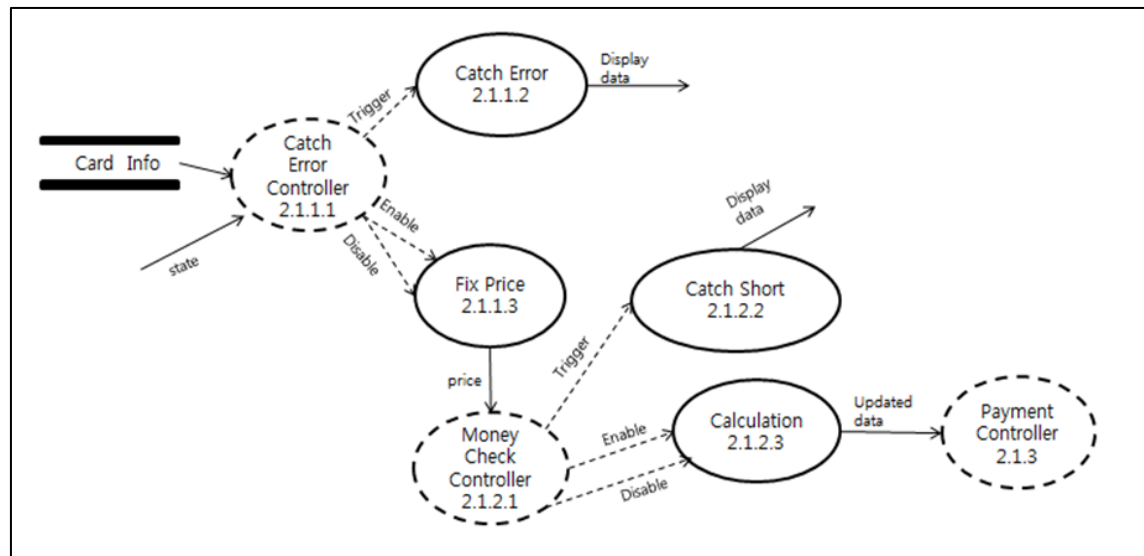 Catch Error
2.1.1.2
Display
data
Trigger
Card Info
Catch
Error
Controller
2.1.1.1
state
Enable
Disable
Fix Price
2.1.1.3
Display
data
Catch Short
2.1.2.2
price
Trigger
Money
Check
Controller
2.1.2.1
Enable
Disable
Calculation
2.1.2.3
Updated
data
Payment
Controller
2.1.3